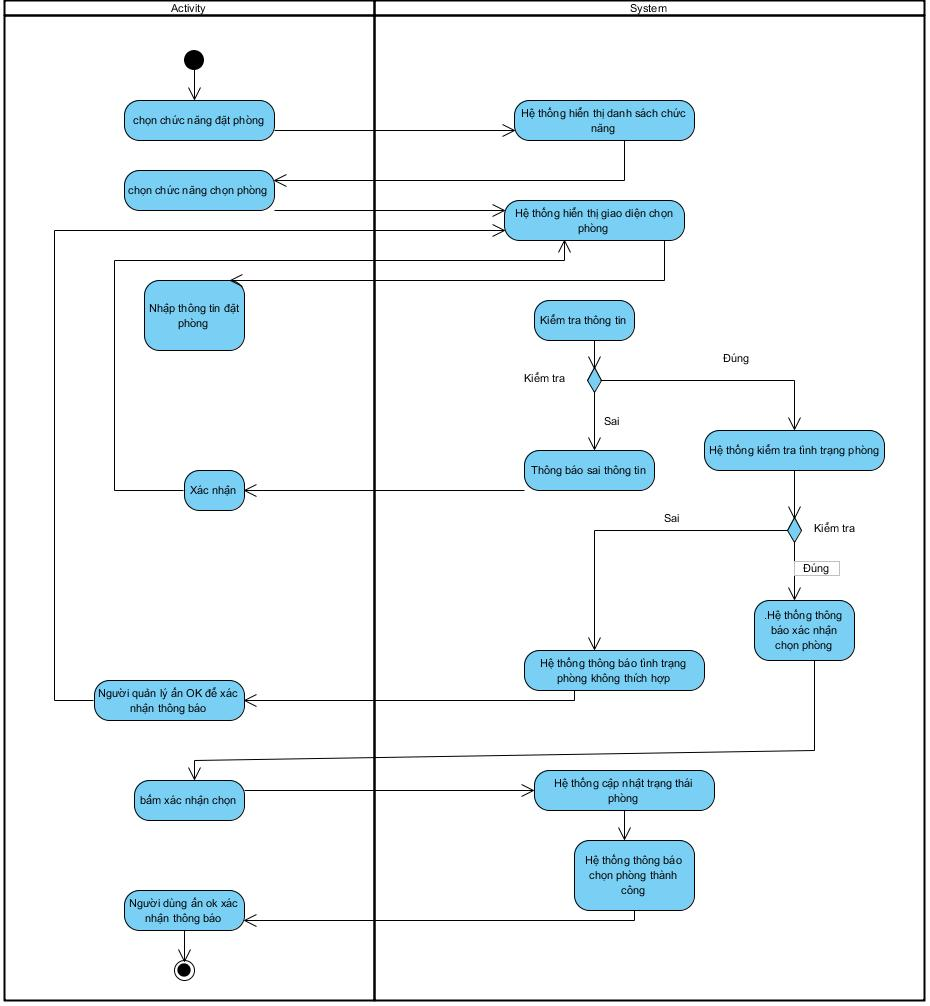 Activity
System
chọn chức năng đặt phòng
Hệ thống hiển thị danh sách chức
năng
chọn chức năng chọn phòng
Hệ thống hiển thị giao diện chọn
phòng
Nhập thông tin đặt
phòng
Kiểm tra thông tin
Kiểm tra
Đúng
Sai
Hệ thống kiểm tra tình trạng phòng
Thông báo sai thông tin
Xác nhận
Sai
Kiểm tra
Đúng
.Hệ thống thông
báo xác nhận
chọn phòng
Hệ thống thông báo tình trạng
phòng không thích hợp
Người quản lý ấn OK để xác
nhận thông báo
bấm xác nhận chọn
Hệ thống cập nhật trạng thái
phòng
Hệ thống thông báo
chọn phòng thành
công
Người dùng ấn ok xác
nhận thông báo